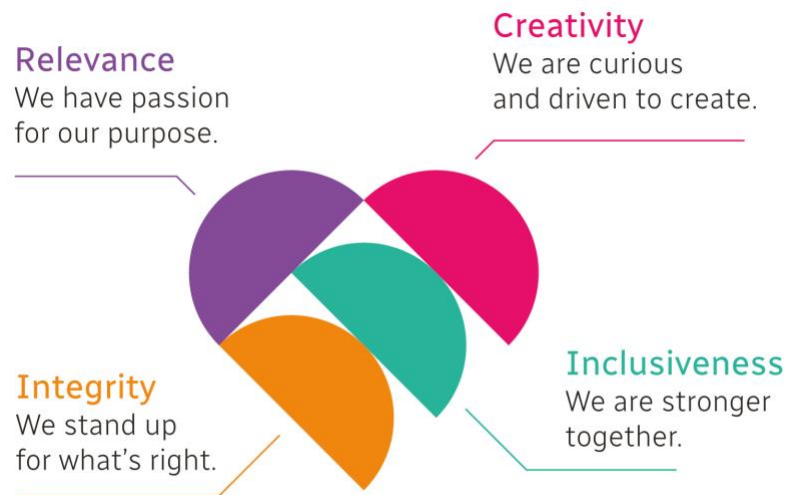 Relevance
We have passion
for our purpose.
Creativity
We are curious
and driven to create.
Integrity
We stand up
for what’s right.
Inclusiveness
We are stronger
together.